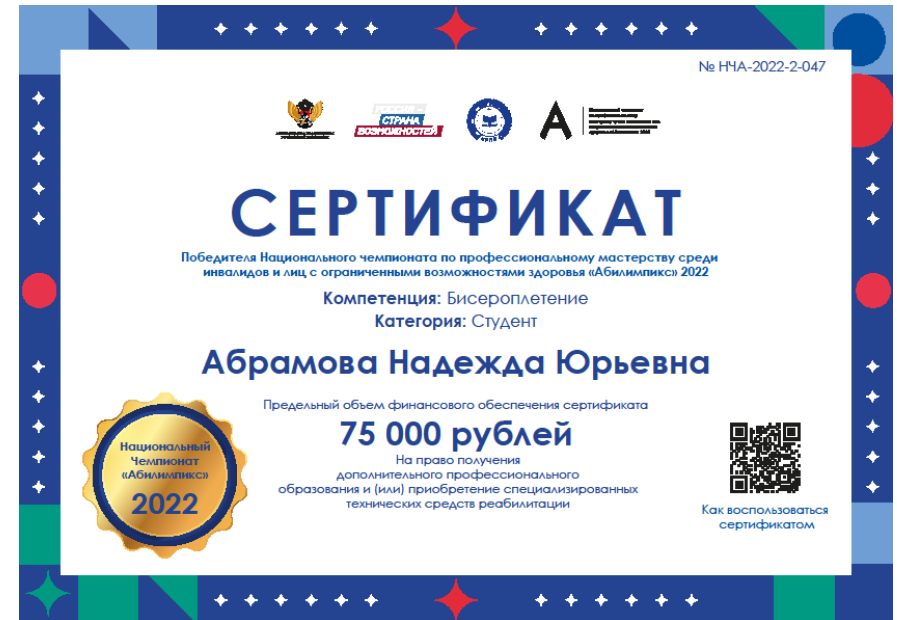 № НЧА-2022-2-047
РОССИЯ –
СТРАНА
ВОЗМОЖНОСТЕЙ
СЕРТИФИКАТ
Победителя Национального чемпионата по профессиональному мастерству среди
инвалидов и лиц с ограниченными возможностями здоровья «Абилимпикс» 2022
Компетенция: Бисероплетение
Категория: Студент
Абрамова Надежда Юрьевна
Предельный объем финансового обеспечения сертификата
75 000 рублей
На право получения
дополнительного профессионального
образования и (или) приобретение специализированных
технических средств реабилитации
Национальный
Чемпионат
«Абилимпикс»
2022
Как воспользоваться
сертификатом